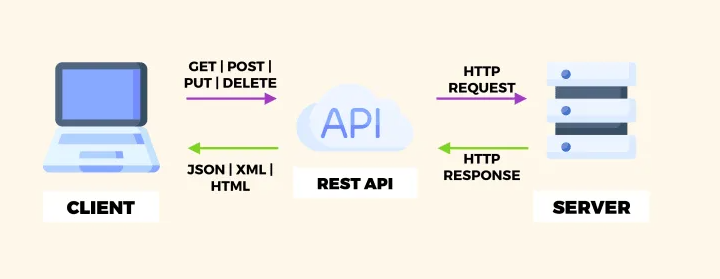 GET | POST |
PUT | DELETE
HTTP
REQUEST
API
JSON | XML |
HTML
REST API
HTTP
RESPONSE
CLIENT
SERVER